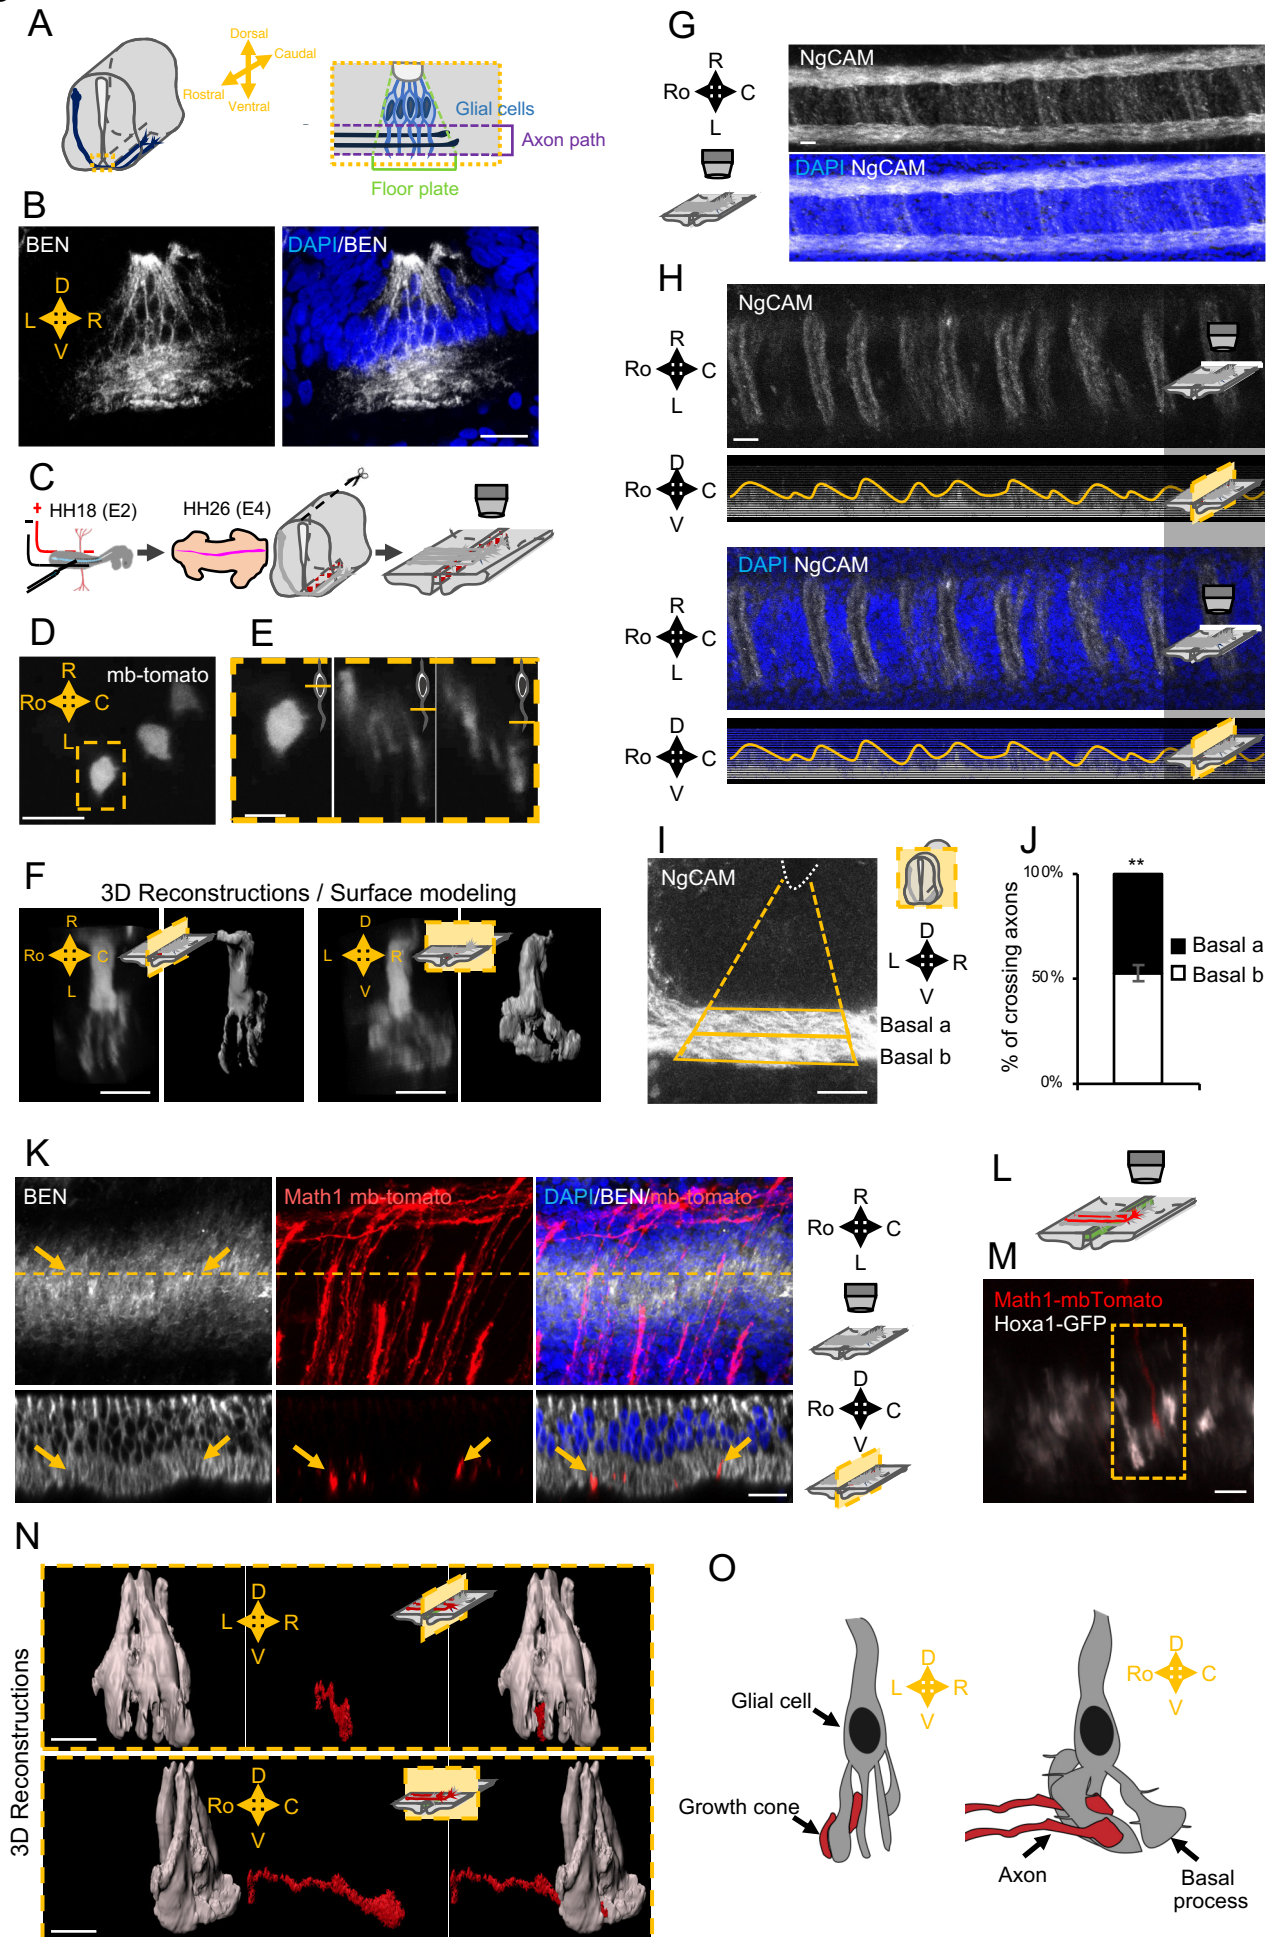 A
Dorsal
Caudal
Rostral
Ventral
Glial cells
Axon path
Floor plate
B
BEN
D
L
R
V
DAPI/BEN
C
- + HH18 (E2)
HH26 (E4)
D
R
mb-tomato
Ro
C
L
E
F
3D Reconstructions / Surface modeling
R
Ro
C
L
D
L
R
V
G
R
Ro
C
L
NgCAM
DAPI NgCAM
H
NgCAM
R
Ro
C
L
D
Ro
C
V
DAPI NgCAM
R
Ro
C
L
D
Ro
C
V
I
NgCAM
D
L
R
V
Basal a
Basal b
J
100%
**
% of crossing axons
50%
0%
Basal a
Basal b
K
BEN
Math1 mb-tomato
DAPI/BEN/mb-tomato
R
Ro
C
L
D
Ro
C
V
L
M
Math1-mbTomato
Hoxa1-GFP
N
3D Reconstructions
D
L
R
V
D
Ro
C
V
O
D
L
R
V
D
Ro
C
V
Glial cell
Growth cone
Axon
Basal
process